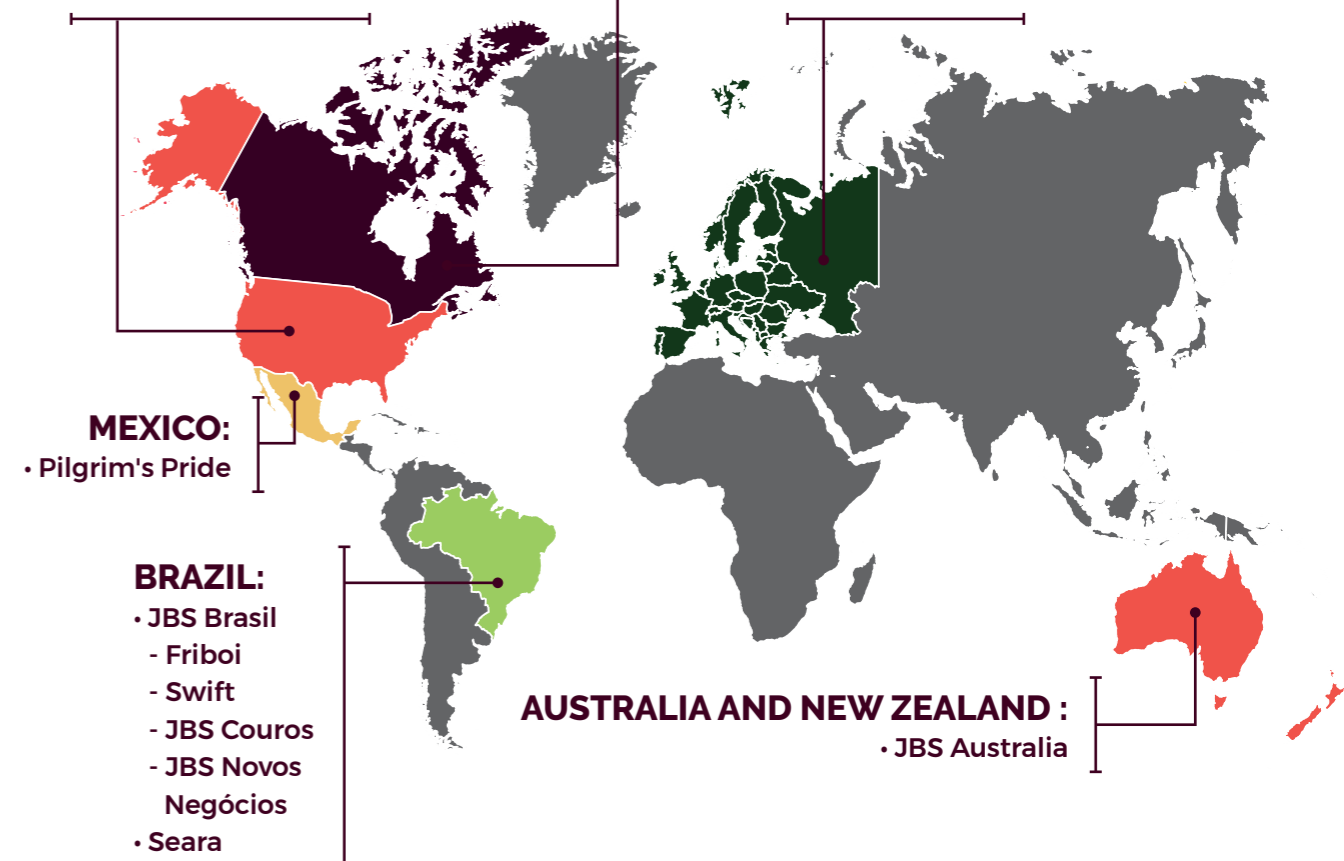 MEXICO:
• Pilgrim's Pride
BRAZIL:
• JBS Brasil
- Friboi
- Swift
- JBS Couros
- JBS Novos
Negócios
• Seara
AUSTRALIA AND NEW ZEALAND :
• JBS Australia